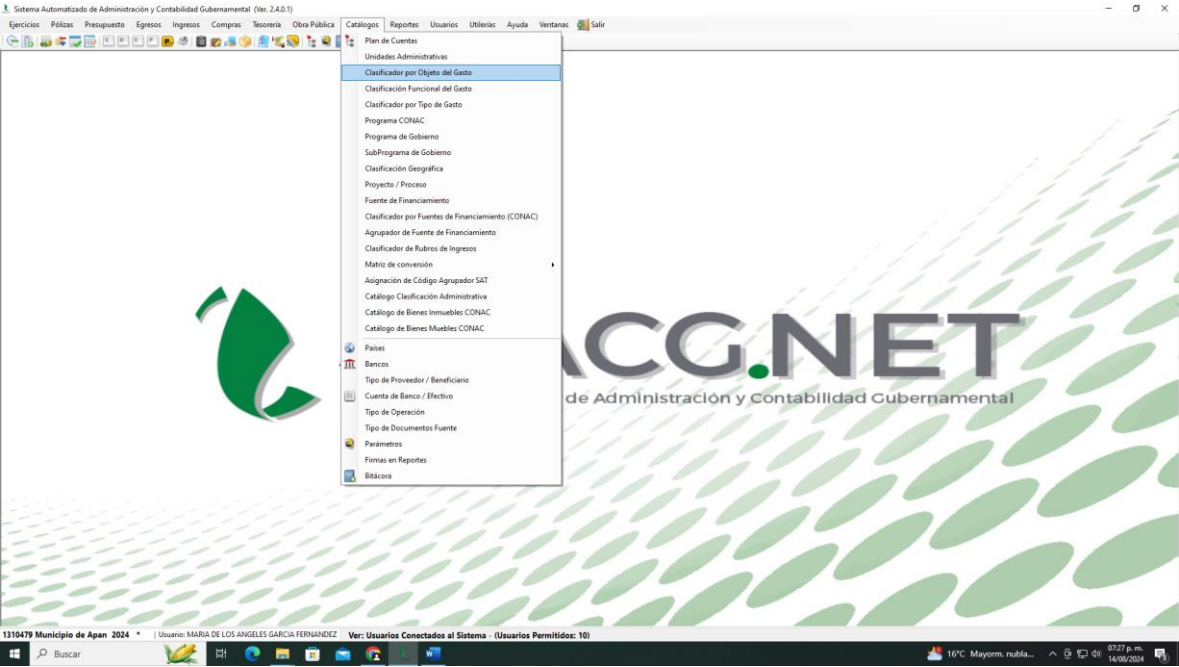 Sistema Automatizado de Administración y Contabilidad Gubernamental (Ver. 2.4.0.1)
Ejercicios Pólizas Presupuesto Egresos Ingresos Compras Tesorería Obra Pública Catálogos Reportes Usuarios Utilerías Ayuda Ventanas Salir
Plan de Cuentas
Unidades Administrativas
Clasificador por Objeto del Gasto
Clasificación Funcional del Gasto
Clasificador por Tipo de Gasto
Programa CONAC
Programa de Gobierno
SubPrograma de Gobierno
Clasificación Geográfica
Proyecto / Proceso
Fuente de Financiamiento
Clasificador por Fuentes de Financiamiento (CONAC)
Agrupador de Fuente de Financiamiento
Clasificador de Rubros de Ingresos
Matriz de conversión
Asignación de Código Agrupador SAT
Catálogo Clasificación Administrativa
Catálogo de Bienes Inmuebles CONAC
Catálogo de Bienes Muebles CONAC
Países
Bancos
Tipo de Proveedor / Beneficiario
Cuenta de Banco / Efectivo
Tipo de Operación
Tipo de Documentos Fuente
Parámetros
Firmas en Reportes
Bitácora
ACG.NET
de Administración y Contabilidad Gubernamental
1310479 Municipio de Apan 2024 * | Usuario: MARIA DE LOS ANGELES GARCIA FERNANDEZ Ver: Usuarios Conectados al Sistema - (Usuarios Permitidos: 10)
Buscar 16°C Mayorm. nubla... 07:27 p. m.
14/08/2024